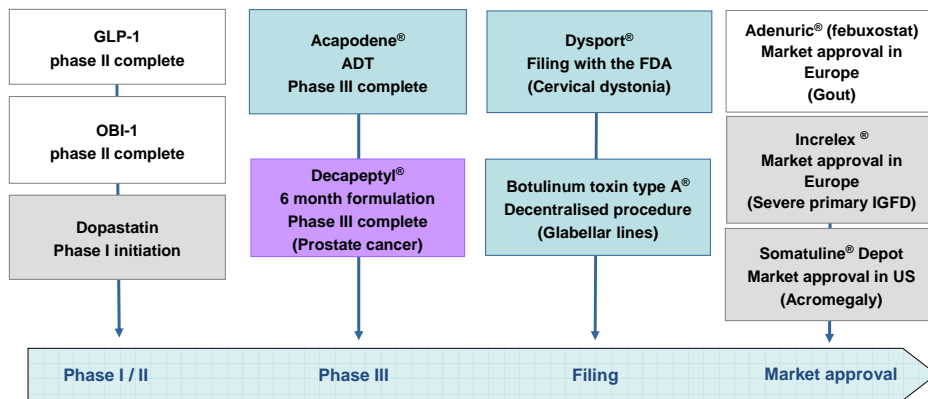 GLP-1
phase II complete
OBI-1
phase II complete
Dopastatin
Phase I initiation
Acapodene®
ADT
Phase III complete
Decapeptyl®
6 month formulation
Phase III complete
(Prostate cancer)
Dysport®
Filing with the FDA
(Cervical dystonia)
Botulinum toxin type A®
Decentralised procedure
(Glabellar lines)
Adenuric® (febuxostat)
Market approval in
Europe
(Gout)
Increlex ®
Market approval in
Europe
(Severe primary IGFD)
Somatuline® Depot
Market approval in US
(Acromegaly)
Phase I / II
Phase III
Filing
Market approval